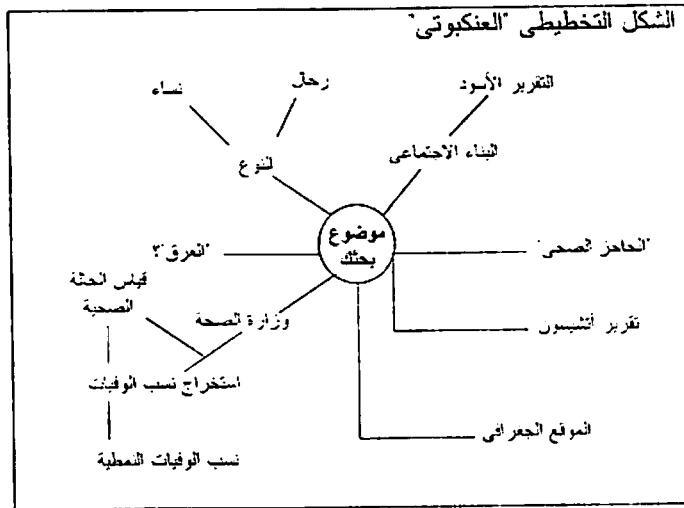 الشكل التخطيطى "العنكبوتى"
التقرير الأسود
رجال
نساء
البناء الاجتماعى
النوع
موضوع
بحثك
"الحاجز الصحى"
"العرق"؟
قياس الحالة
الصحية
وزارة الصحة
تقرير أتشيسون
استخراج نسب الوفيات
الموقع الجغرافى
نسب الوفيات النمطية